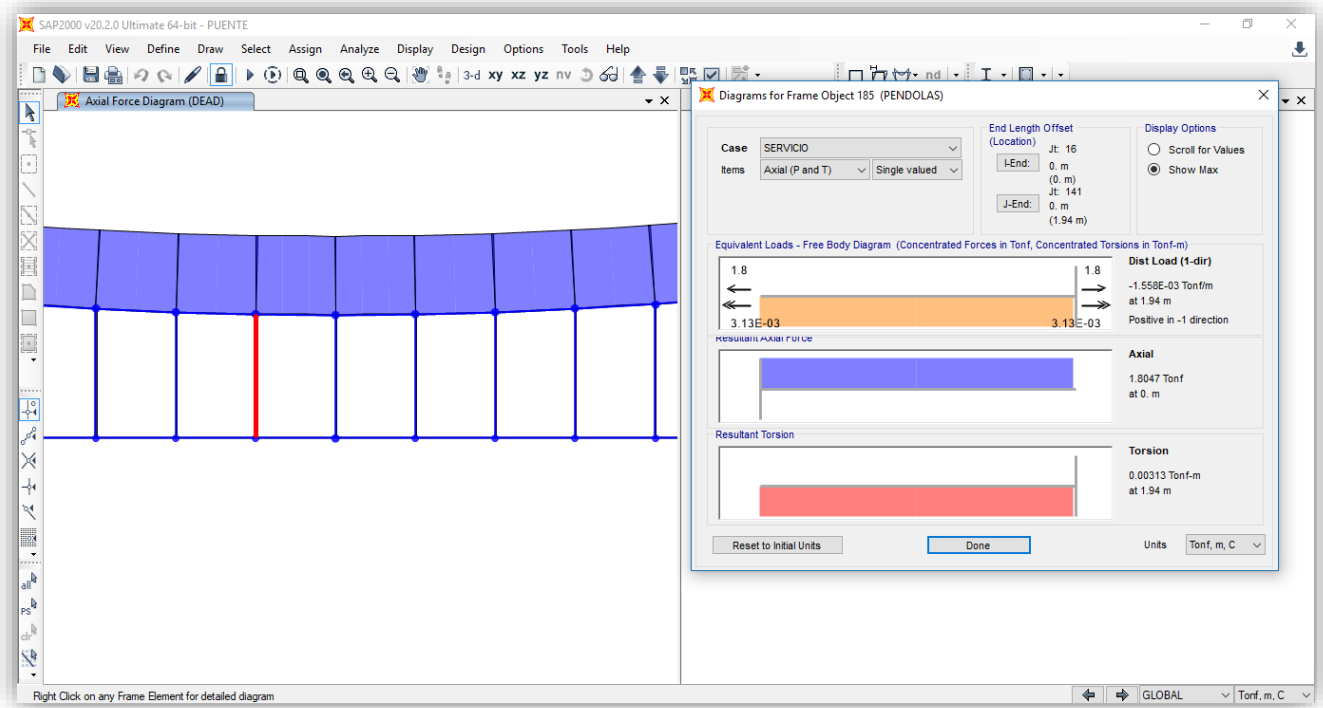 SAP2000 v20.2.0 Ultimate 64-bit - PUENTE
File Edit View Define Draw Select Assign Analyze Display Design Options Tools Help
3-d xy xz yz nv nd
Axial Force Diagram (DEAD)
Diagrams for Frame Object 185 (PENDOLAS)
Case SERVICIO
Items Axial (P and T) Single valued
End Length Offset
(Location)
Jt: 16
I-End: 0. m
(0. m)
Jt: 141
J-End: 0. m
(1.94 m)
Display Options
Scroll for Values
Show Max
Equivalent Loads - Free Body Diagram (Concentrated Forces in Tonf, Concentrated Torsions in Tonf-m)
1.8 1.8
3.13E-03 3.13E-03
Dist Load (1-dir)
-1.558E-03 Tonf/m
at 1.94 m
Positive in -1 direction
Resultant Axial Force
Axial
1.8047 Tonf
at 0. m
Resultant Torsion
Torsion
0.00313 Tonf-m
at 1.94 m
Reset to Initial Units Done Units Tonf, m, C
all
PS
clr
Right Click on any Frame Element for detailed diagram
GLOBAL Tonf, m, C